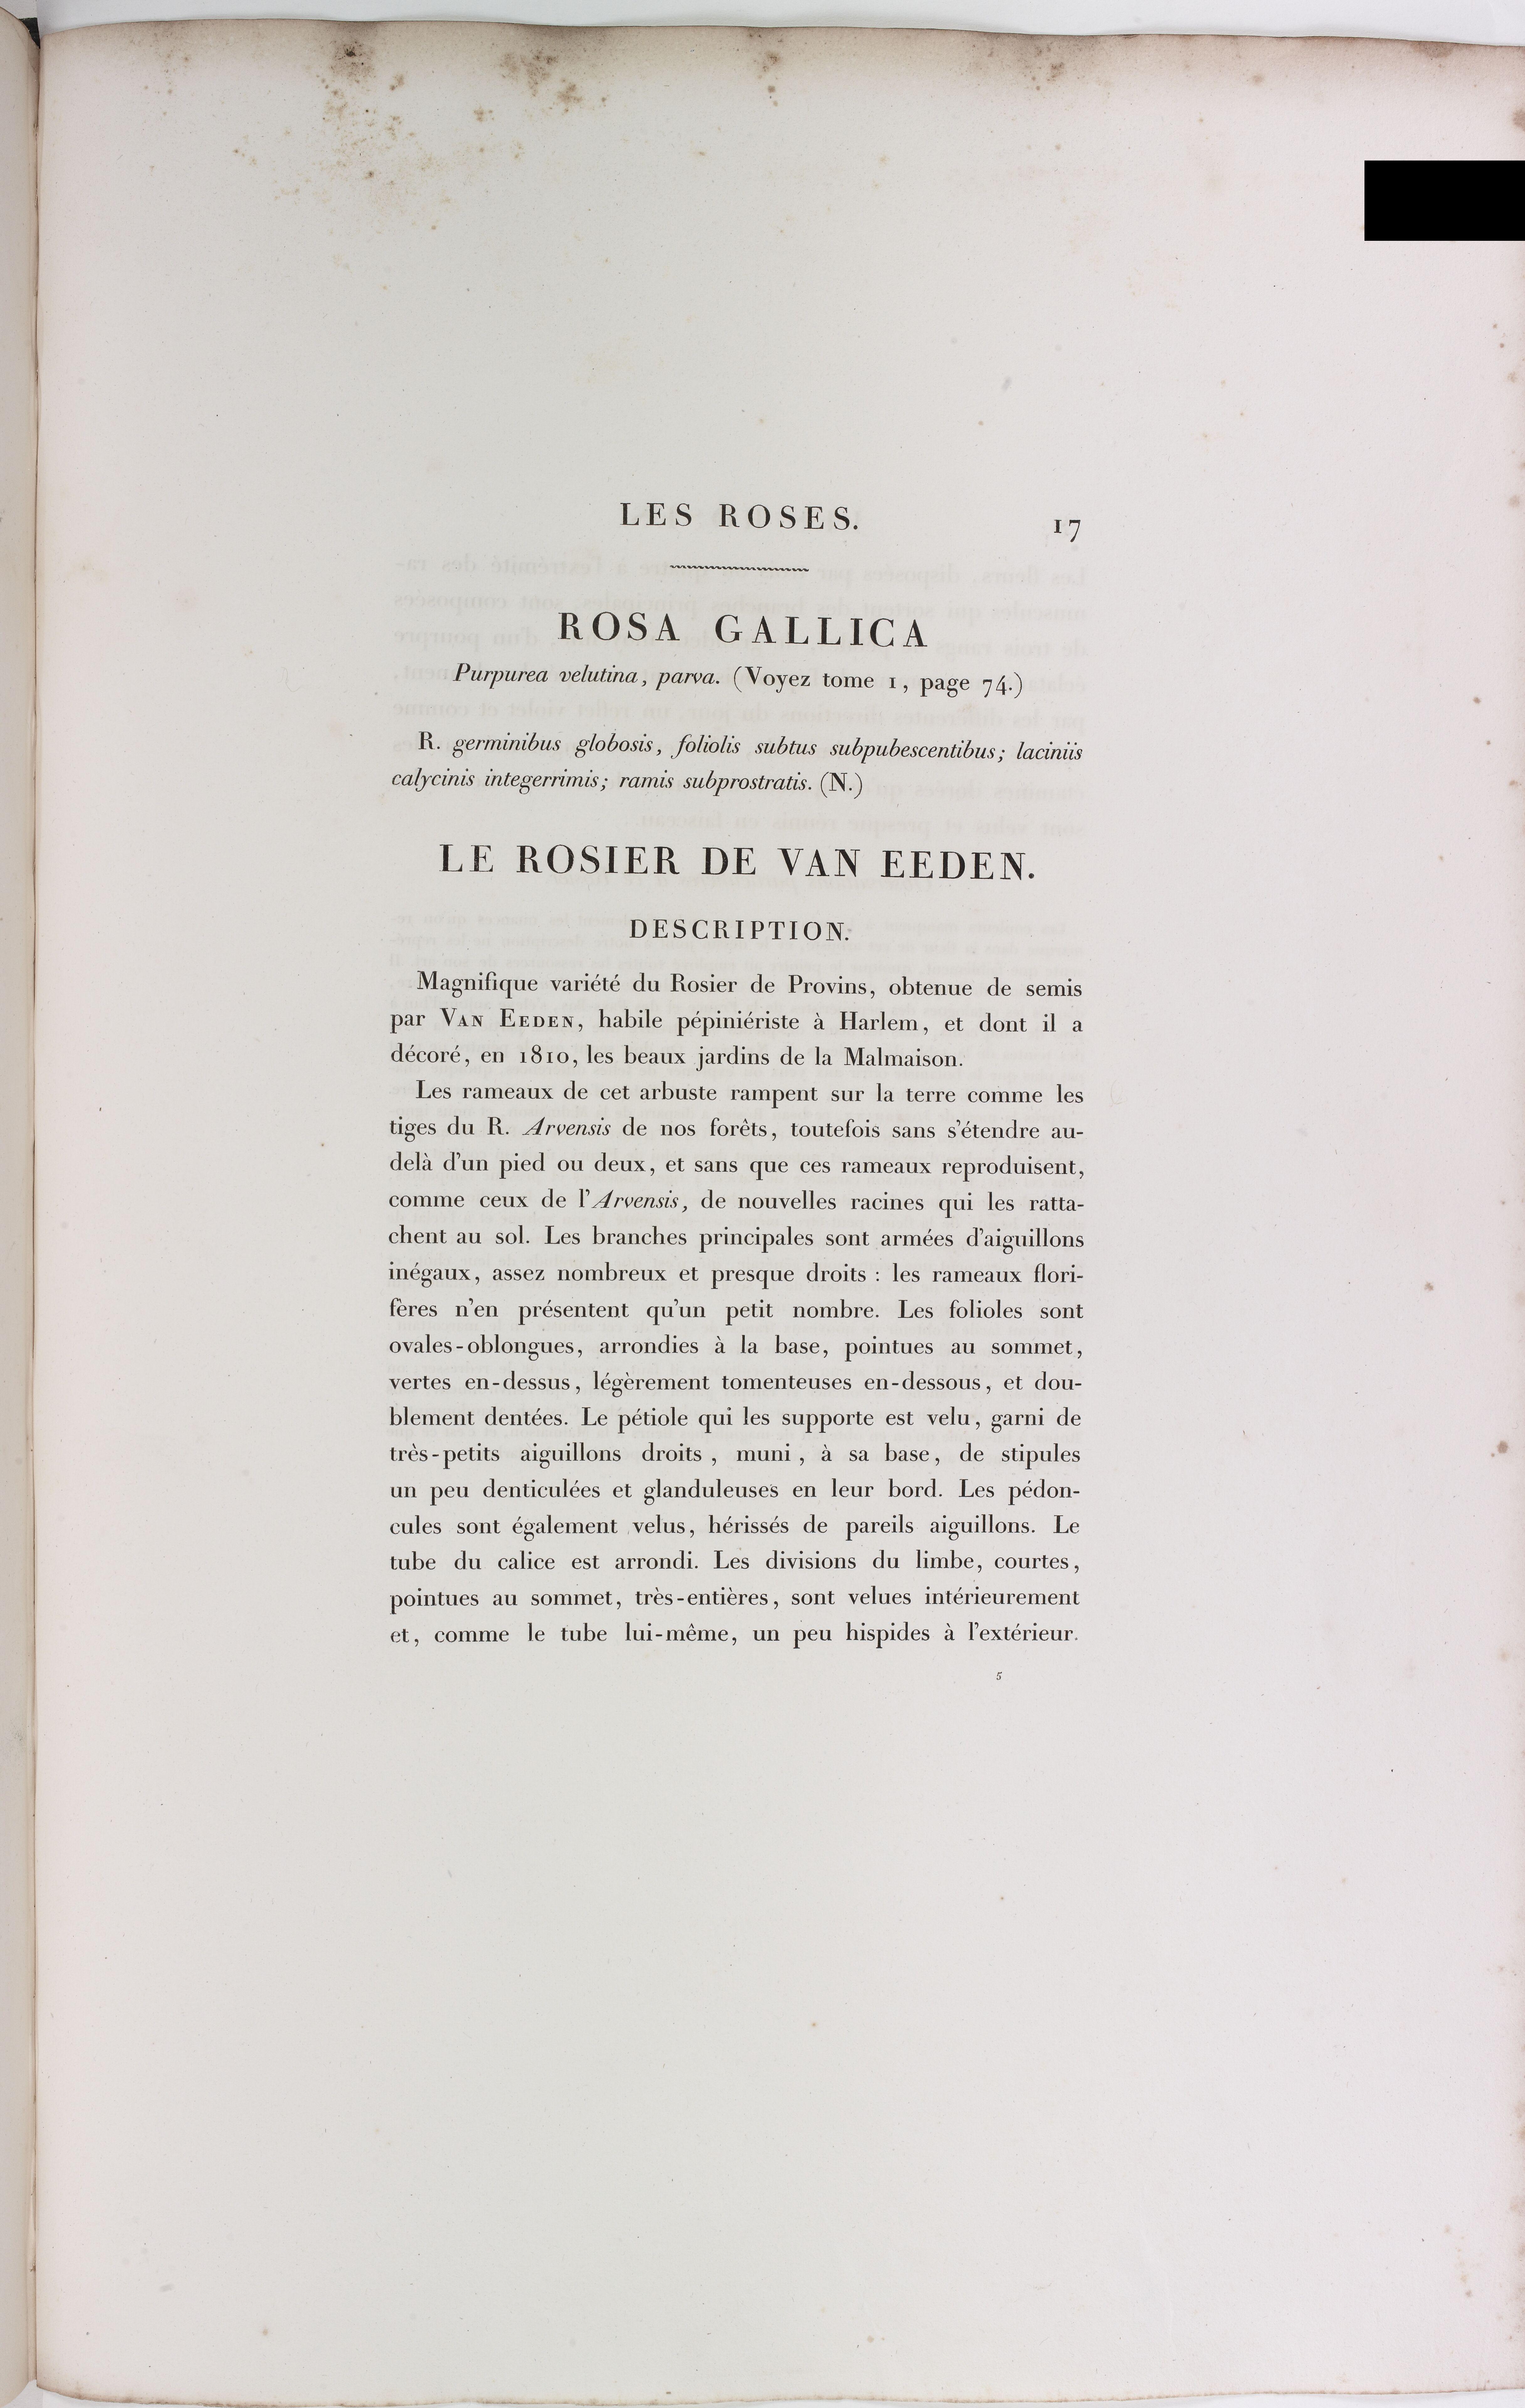 LES ROSES. 17
ROSA GALLICA
Purpurea velutina, parva. (Voyez tome 1, page 74.)
R. germinibus globosis, foliolis subtus subpubescentibus; laciniis
calycinis integerrimis; ramis subprostratis. (N.)
LE ROSIER DE VAN EEDEN.
DESCRIPTION.
Magnifique variété du Rosier de Provins, obtenue de semis
par Van Eeden, habile pépiniériste à Harlem, et dont il a
décoré, en 1810, les beaux jardins de la Malmaison.
Les rameaux de cet arbuste rampent sur la terre comme les
tiges du R. Arvensis de nos forêts, toutefois sans s'étendre au-
delà d'un pied ou deux, et sans que ces rameaux reproduisent,
comme ceux de l'Arvensis, de nouvelles racines qui les ratta-
chent au sol. Les branches principales sont armées d'aiguillons
inégaux, assez nombreux et presque droits : les rameaux flori-
fères n'en présentent qu'un petit nombre. Les folioles sont
ovales-oblongues, arrondies à la base, pointues au sommet,
vertes en-dessus, légèrement tomenteuses en-dessous, et dou-
blement dentées. Le pétiole qui les supporte est velu, garni de
très-petits aiguillons droits, muni, à sa base, de stipules
un peu denticulées et glanduleuses en leur bord. Les pédon-
cules sont également velus, hérissés de pareils aiguillons. Le
tube du calice est arrondi. Les divisions du limbe, courtes,
pointues au sommet, très-entières, sont velues intérieurement
et, comme le tube lui-même, un peu hispides à l'extérieur.
5